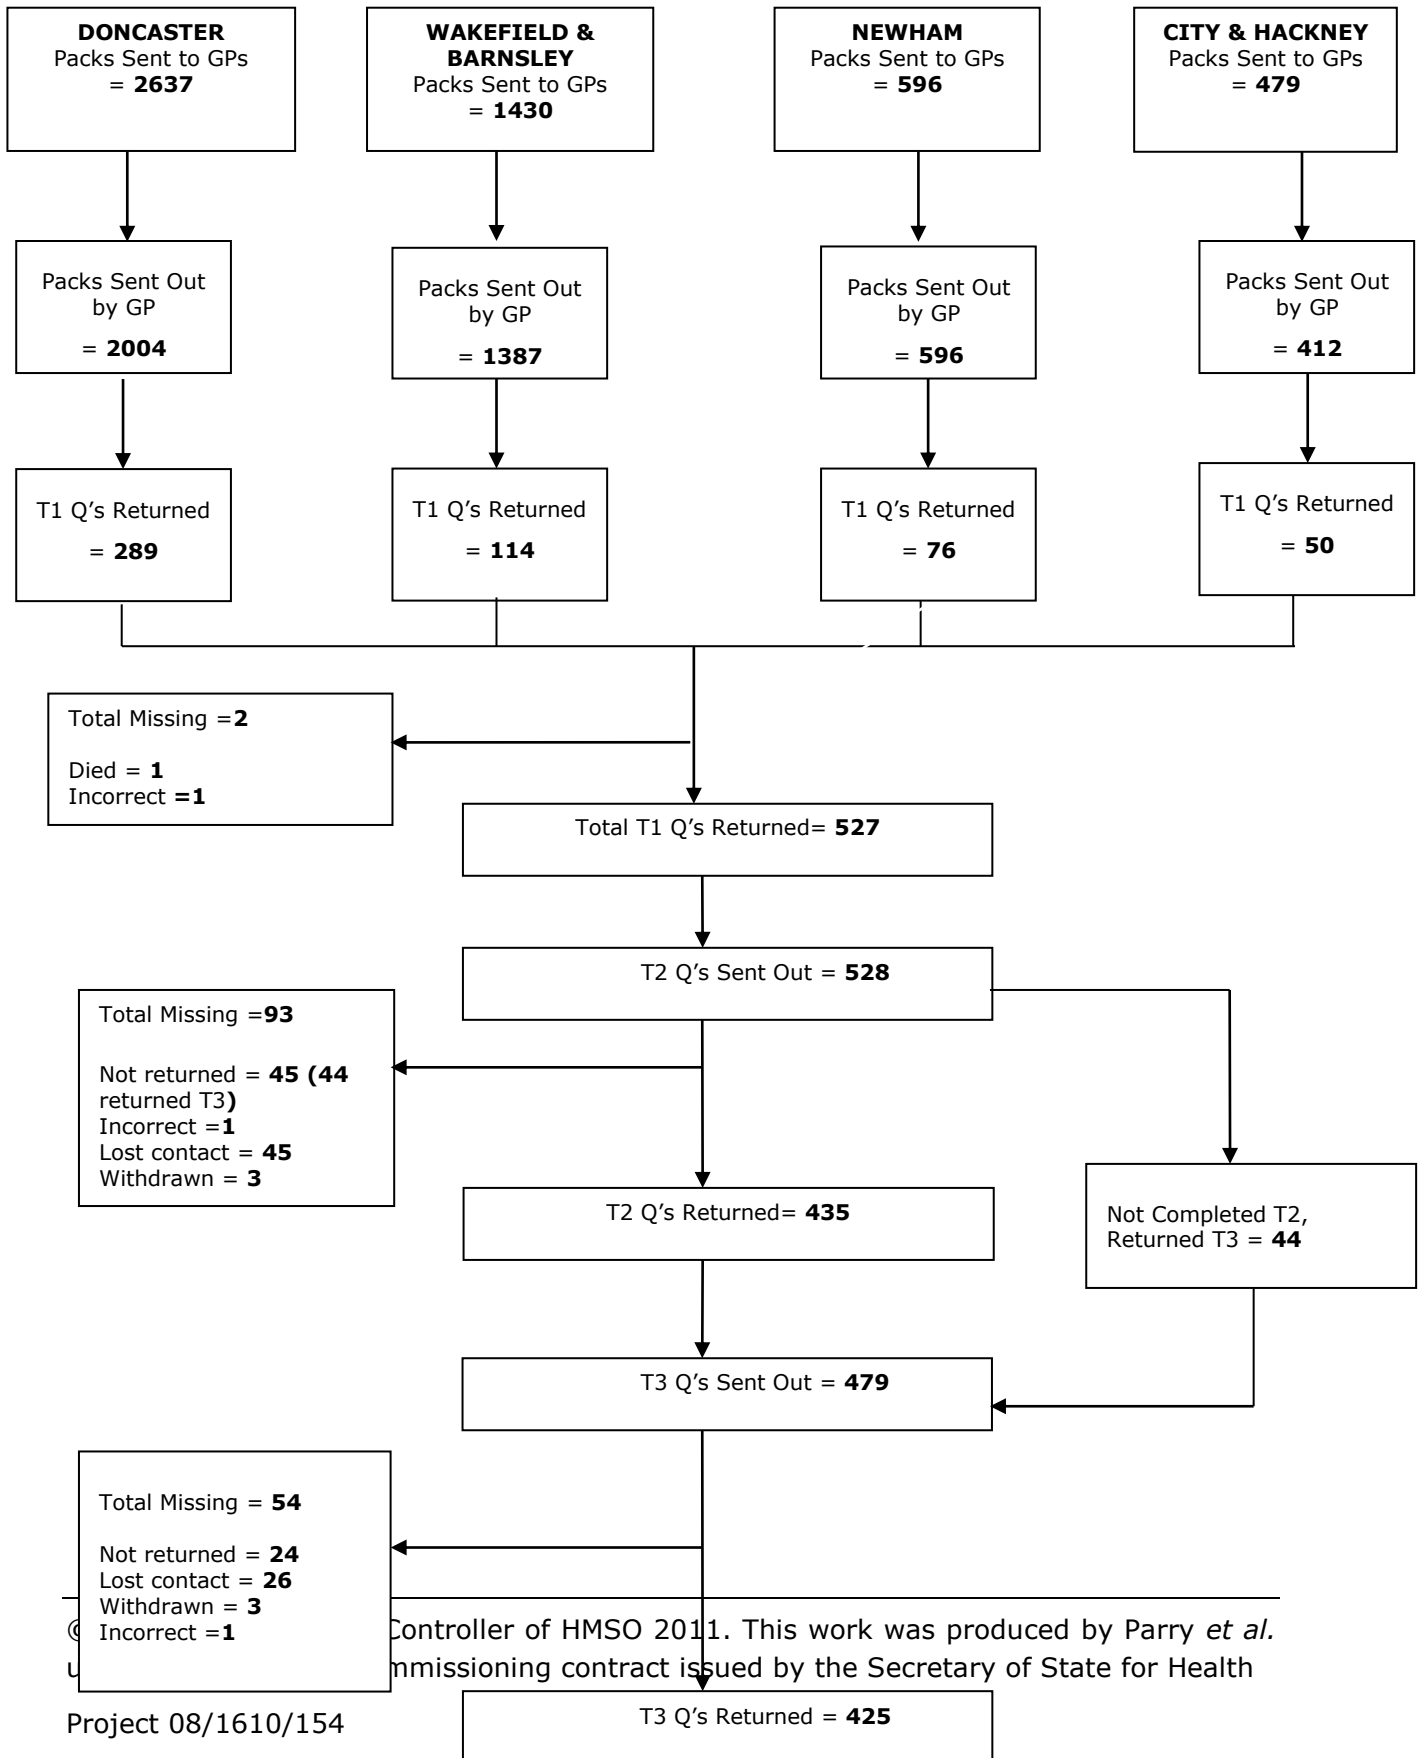 DONCASTER
Packs Sent to GPs
= 2637
WAKEFIELD &
BARNSLEY
Packs Sent to GPs
= 1430
NEWHAM
Packs Sent to GPs
= 596
CITY & HACKNEY
Packs Sent to GPs
= 479
Packs Sent Out
by GP
= 2004
Packs Sent Out
by GP
= 1387
Packs Sent Out
by GP
= 596
Packs Sent Out
by GP
= 412
T1 Q’s Returned
= 289
T1 Q’s Returned
= 114
T1 Q’s Returned
= 76
T1 Q’s Returned
= 50
Total Missing =2
Died = 1
Incorrect =1
Total T1 Q’s Returned= 527
T2 Q’s Sent Out = 528
Total Missing =93
Not returned = 45 (44
returned T3)
Incorrect =1
Lost contact = 45
Withdrawn = 3
T2 Q’s Returned= 435
Not Completed T2,
Returned T3 = 44
T3 Q’s Sent Out = 479
Total Missing = 54
Not returned = 24
Lost contact = 26
Withdrawn = 3
Incorrect =1
Controller of HMSO 2011. This work was produced by Parry et al.
mmissioning contract issued by the Secretary of State for Health
Project 08/1610/154
T3 Q’s Returned = 425